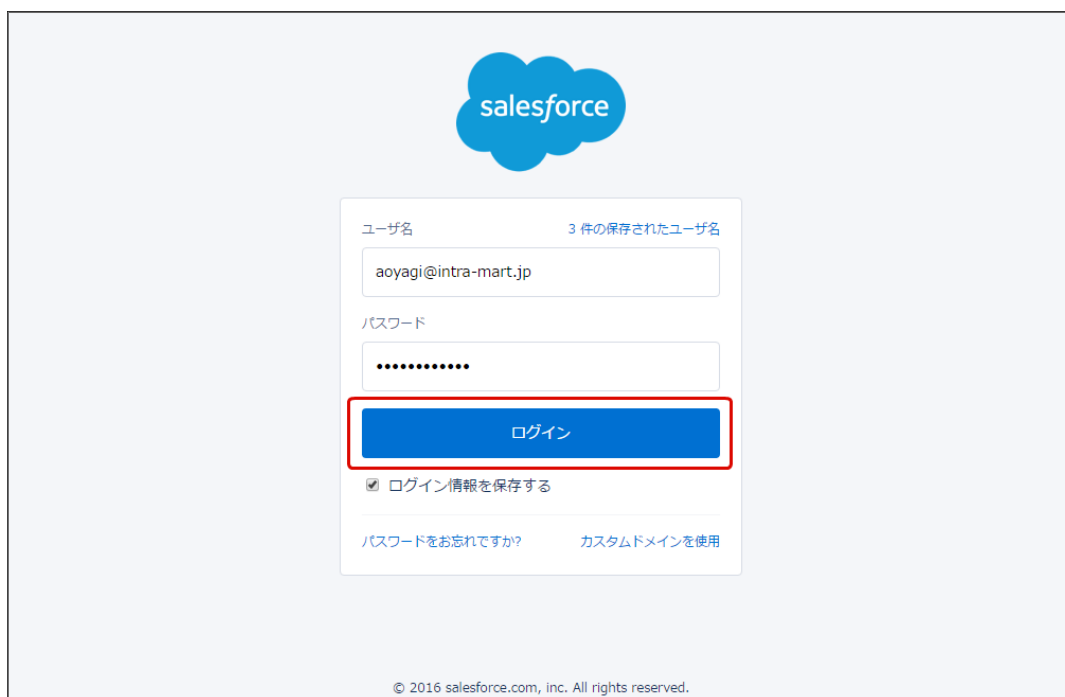 salesforce
ユーザ名
3 件の保存されたユーザ名
aoyagi@intra-mart.jp
パスワード
••••••••••••
ログイン
ログイン情報を保存する
パスワードをお忘れですか?
カスタムドメインを使用
© 2016 salesforce.com, inc. All rights reserved.